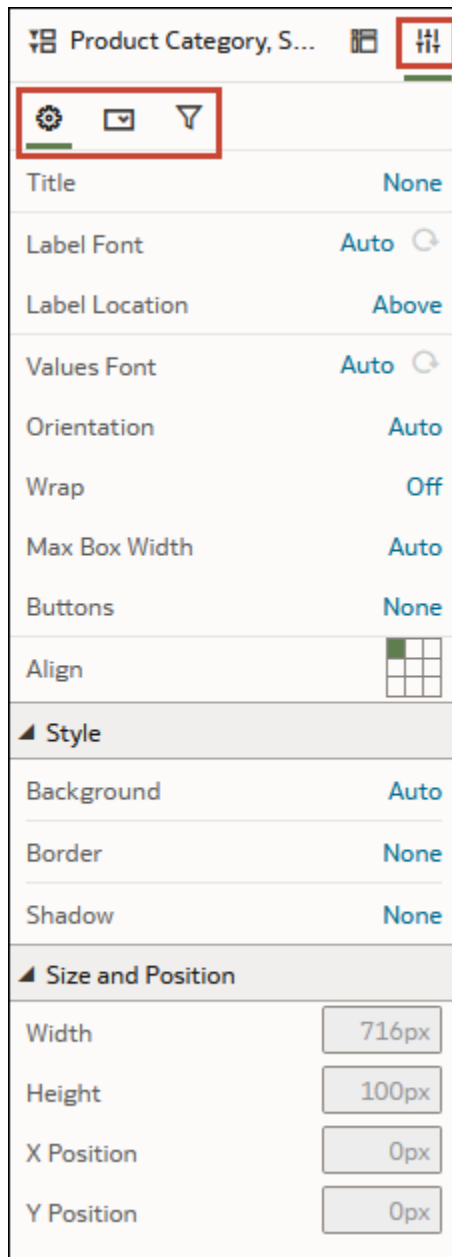 Product Category, S...
Title None
Label Font Auto
Label Location Above
Values Font Auto
Orientation Auto
Wrap Off
Max Box Width Auto
Buttons None
Align
Style
Background Auto
Border None
Shadow None
Size and Position
Width 716px
Height 100px
X Position 0px
Y Position 0px